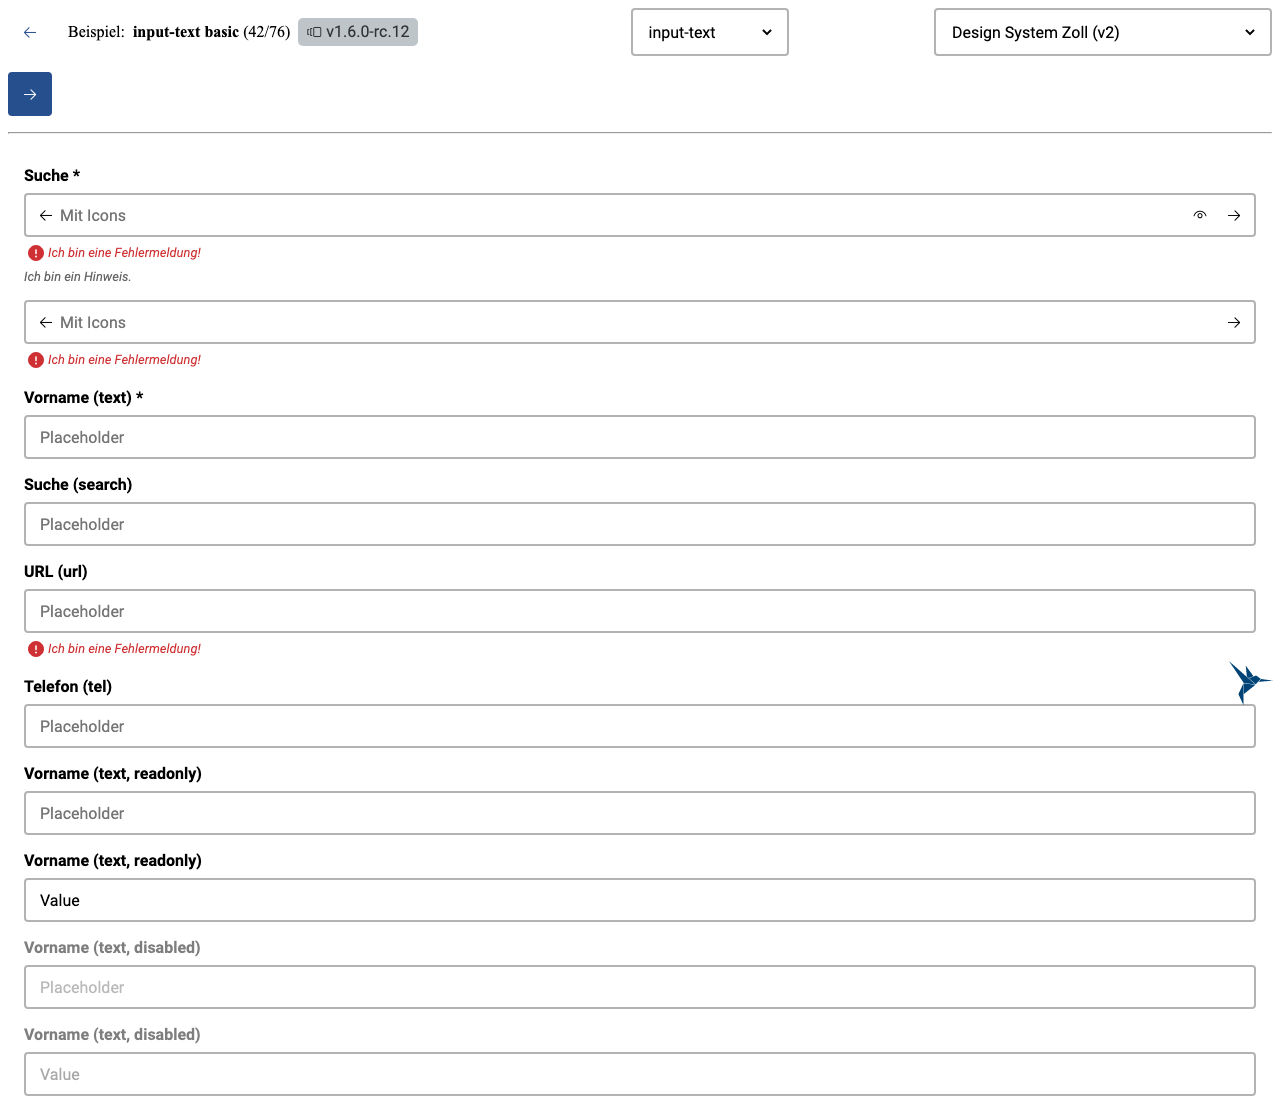 Beispiel: input-text basic (42/76) v1.6.0-rc.12 input-text Design System Zoll (v2)
Suche *
Mit Icons
Ich bin eine Fehlermeldung!
Ich bin ein Hinweis.
Mit Icons
Ich bin eine Fehlermeldung!
Vorname (text) *
Placeholder
Suche (search)
Placeholder
URL (url)
Placeholder
Ich bin eine Fehlermeldung!
Telefon (tel)
Placeholder
Vorname (text, readonly)
Placeholder
Vorname (text, readonly)
Value
Vorname (text, disabled)
Placeholder
Vorname (text, disabled)
Value